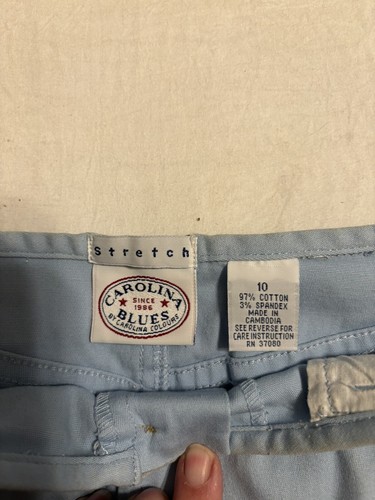 stretch
CAROLINA
SINCE
1986
BLUES
BY CAROLINA COLOURS
10
97% COTTON
3% SPANDEX
MADE IN
CAMBODIA
SEE REVERSE FOR
CARE INSTRUCTION
RN 37080